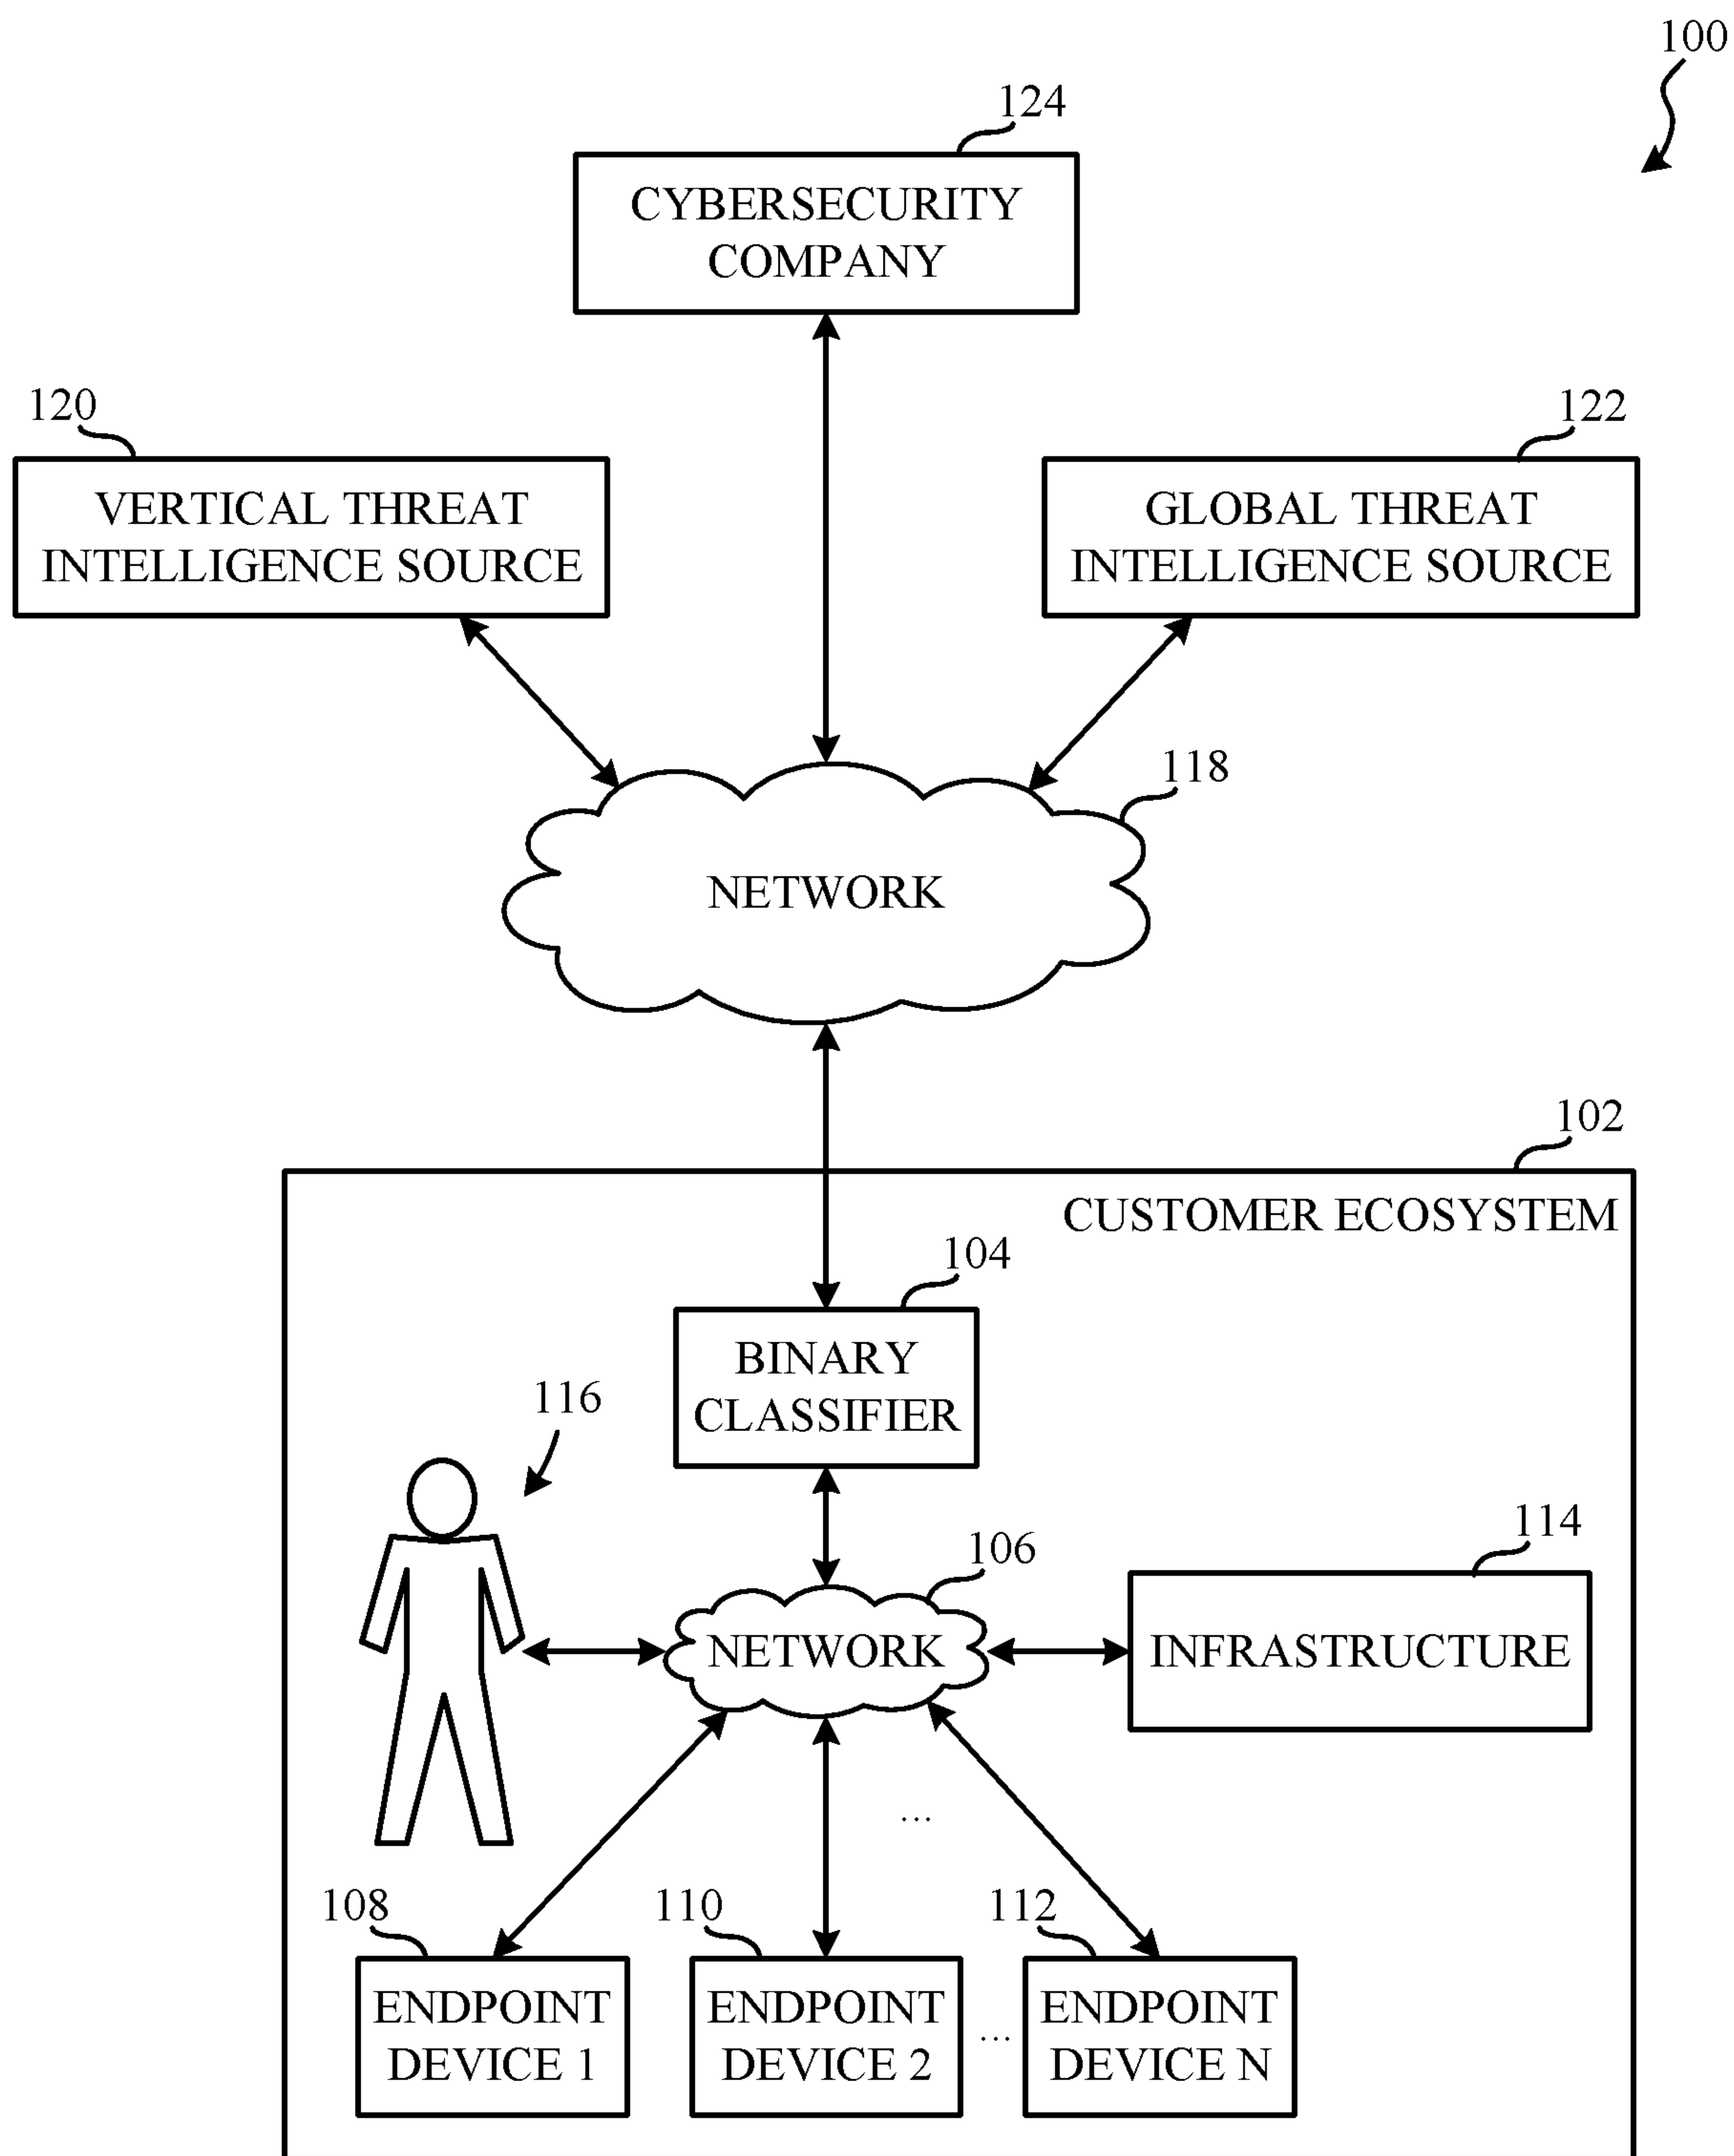 100
124
CYBERSECURITY
COMPANY
120
122
VERTICAL THREAT
INTELLIGENCE SOURCE
GLOBAL THREAT
INTELLIGENCE SOURCE
118
NETWORK
102
CUSTOMER ECOSYSTEM
104
BINARY
CLASSIFIER
116
114
106
NETWORK
INFRASTRUCTURE
...
108
110
112
ENDPOINT
DEVICE 1
ENDPOINT
DEVICE 2
...
ENDPOINT
DEVICE N